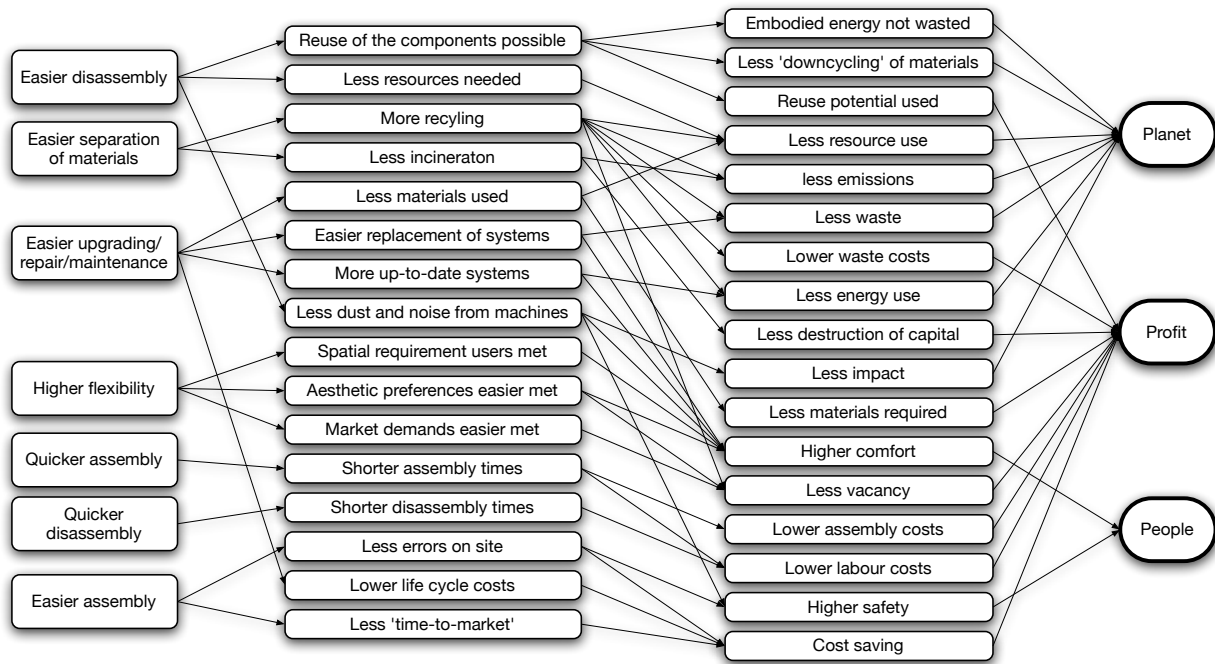 Easier disassembly
Easier separation
of materials
Easier upgrading/
repair/maintenance
Higher flexibility
Quicker assembly
Quicker
disassembly
Easier assembly
Reuse of the components possible
Less resources needed
More recyling
Less incineraton
Less materials used
Easier replacement of systems
More up-to-date systems
Less dust and noise from machines
Spatial requirement users met
Aesthetic preferences easier met
Market demands easier met
Shorter assembly times
Shorter disassembly times
Less errors on site
Lower life cycle costs
Less 'time-to-market'
Embodied energy not wasted
Less 'downcycling' of materials
Reuse potential used
Less resource use
less emissions
Less waste
Lower waste costs
Less energy use
Less destruction of capital
Less impact
Less materials required
Higher comfort
Less vacancy
Lower assembly costs
Lower labour costs
Higher safety
Cost saving
Planet
Profit
People